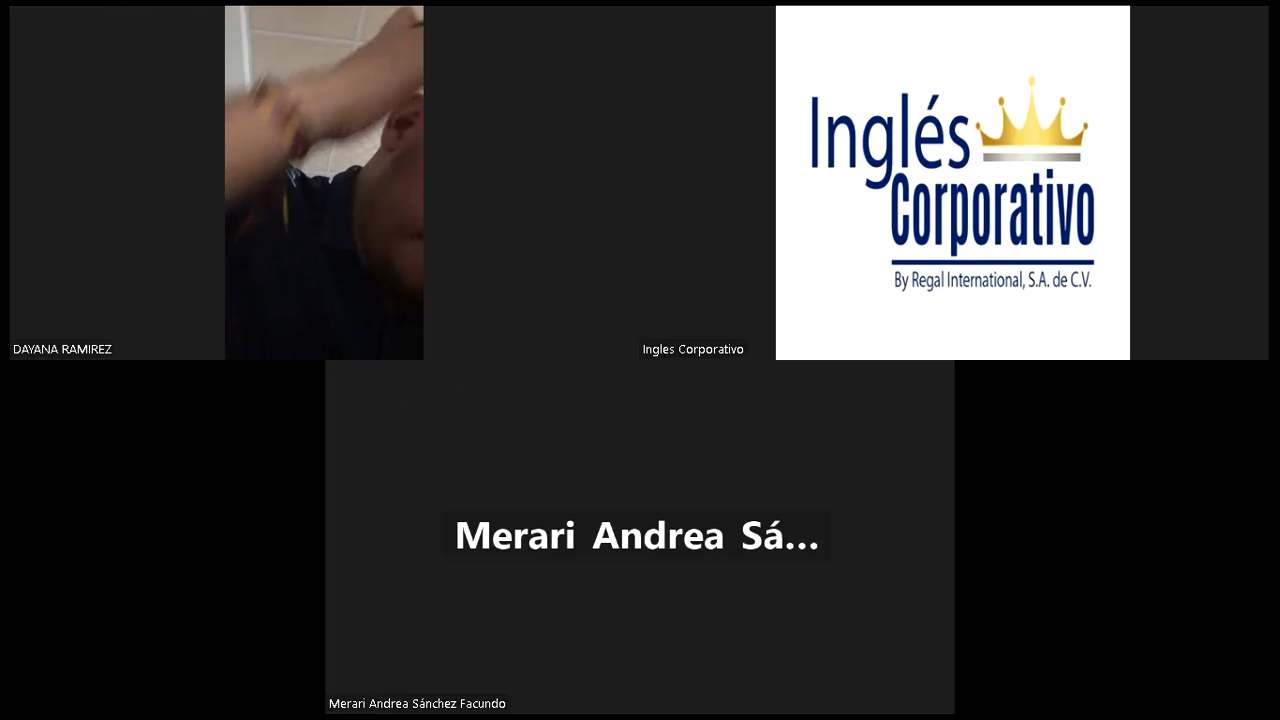 Inglés
Corporativo
By Regal International, S.A. de C.V.
DAYANA RAMIREZ
Ingles Corporativo
Merari Andrea Sá...
Merari Andrea Sánchez Facundo